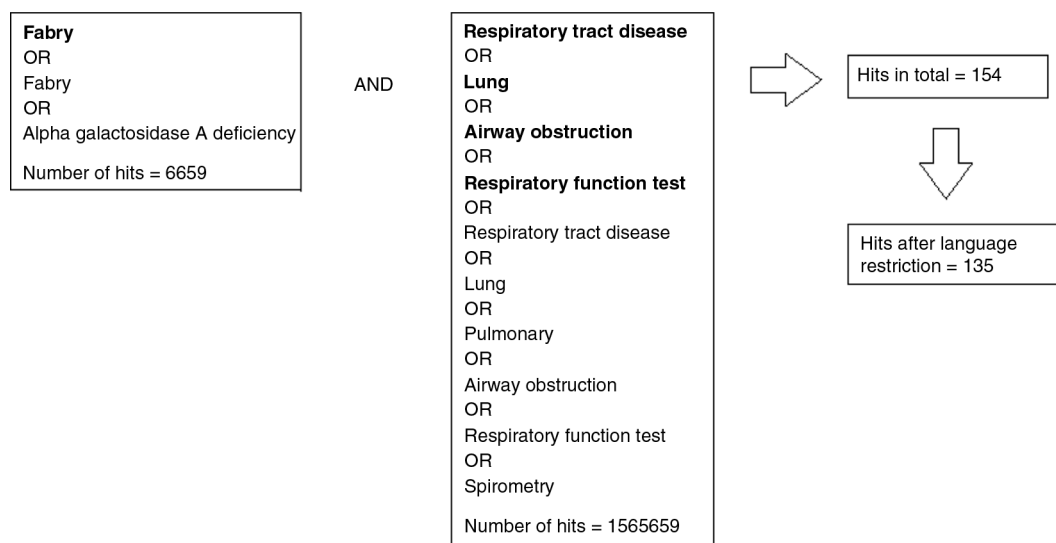 Fabry
OR
Fabry
OR
Alpha galactosidase A deficiency
Number of hits = 6659
AND
Respiratory tract disease
OR
Lung
OR
Airway obstruction
OR
Respiratory function test
OR
Respiratory tract disease
OR
Lung
OR
Pulmonary
OR
Airway obstruction
OR
Respiratory function test
OR
Spirometry
Number of hits = 1565659
Hits in total = 154
Hits after language
restriction = 135